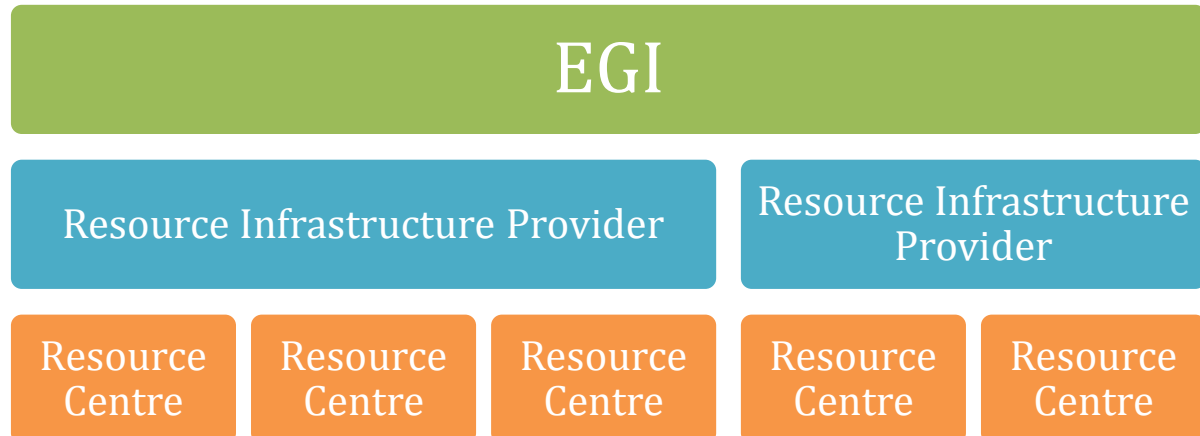 EGI
Resource Infrastructure Provider
Resource Infrastructure
Provider
Resource
Centre
Resource
Centre
Resource
Centre
Resource
Centre
Resource
Centre